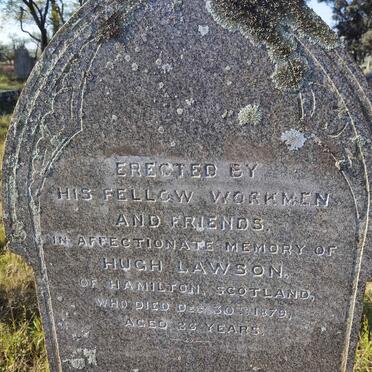 ERECTED BY
HIS FELLOW WORKMEN
AND FRIENDS,
IN AFFECTIONATE MEMORY OF
HUGH LAWSON,
OF HAMILTON, SCOTLAND,
WHO DIED DEC 30TH 1879,
AGED YEARS